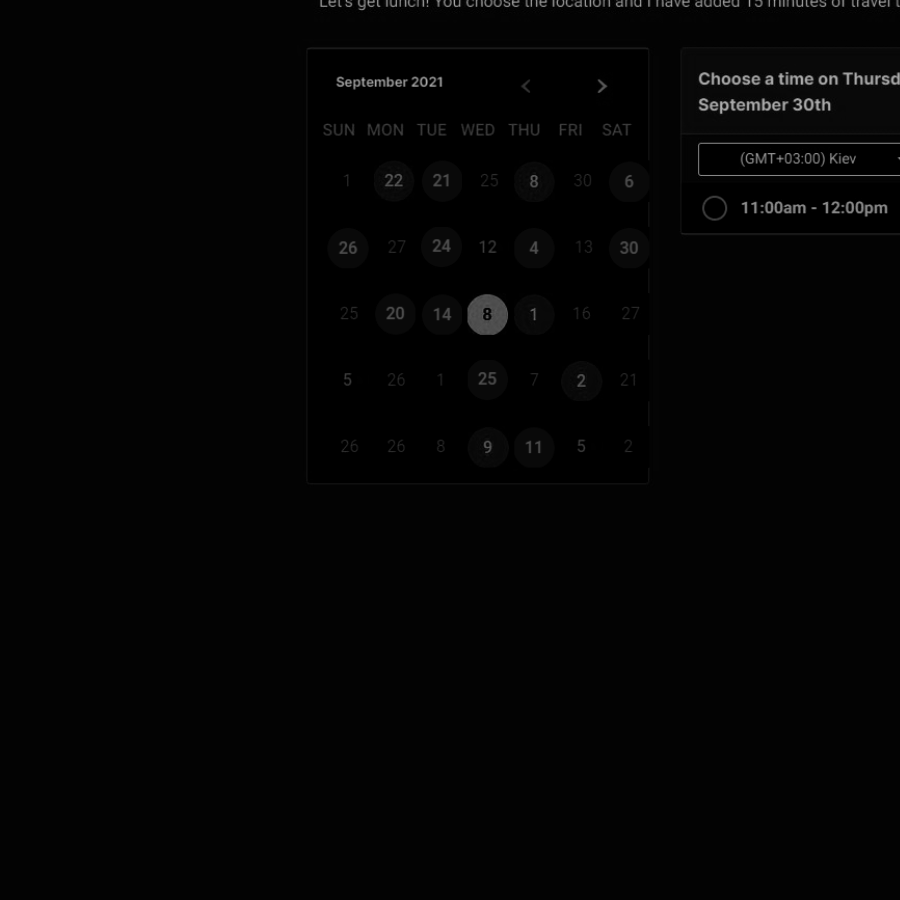 Let's get lunch! You choose the location and I have added 15 minutes of travel
September 2021
SUN MON TUE WED THU FRI SAT
1 22 21 25 8 30 6
26 27 24 12 4 13 30
25 20 14 8 1 16 27
5 26 1 25 7 2 21
26 26 8 9 11 5 2
Choose a time on Thursd
September 30th
(GMT+03:00) Kiev
11:00am - 12:00pm